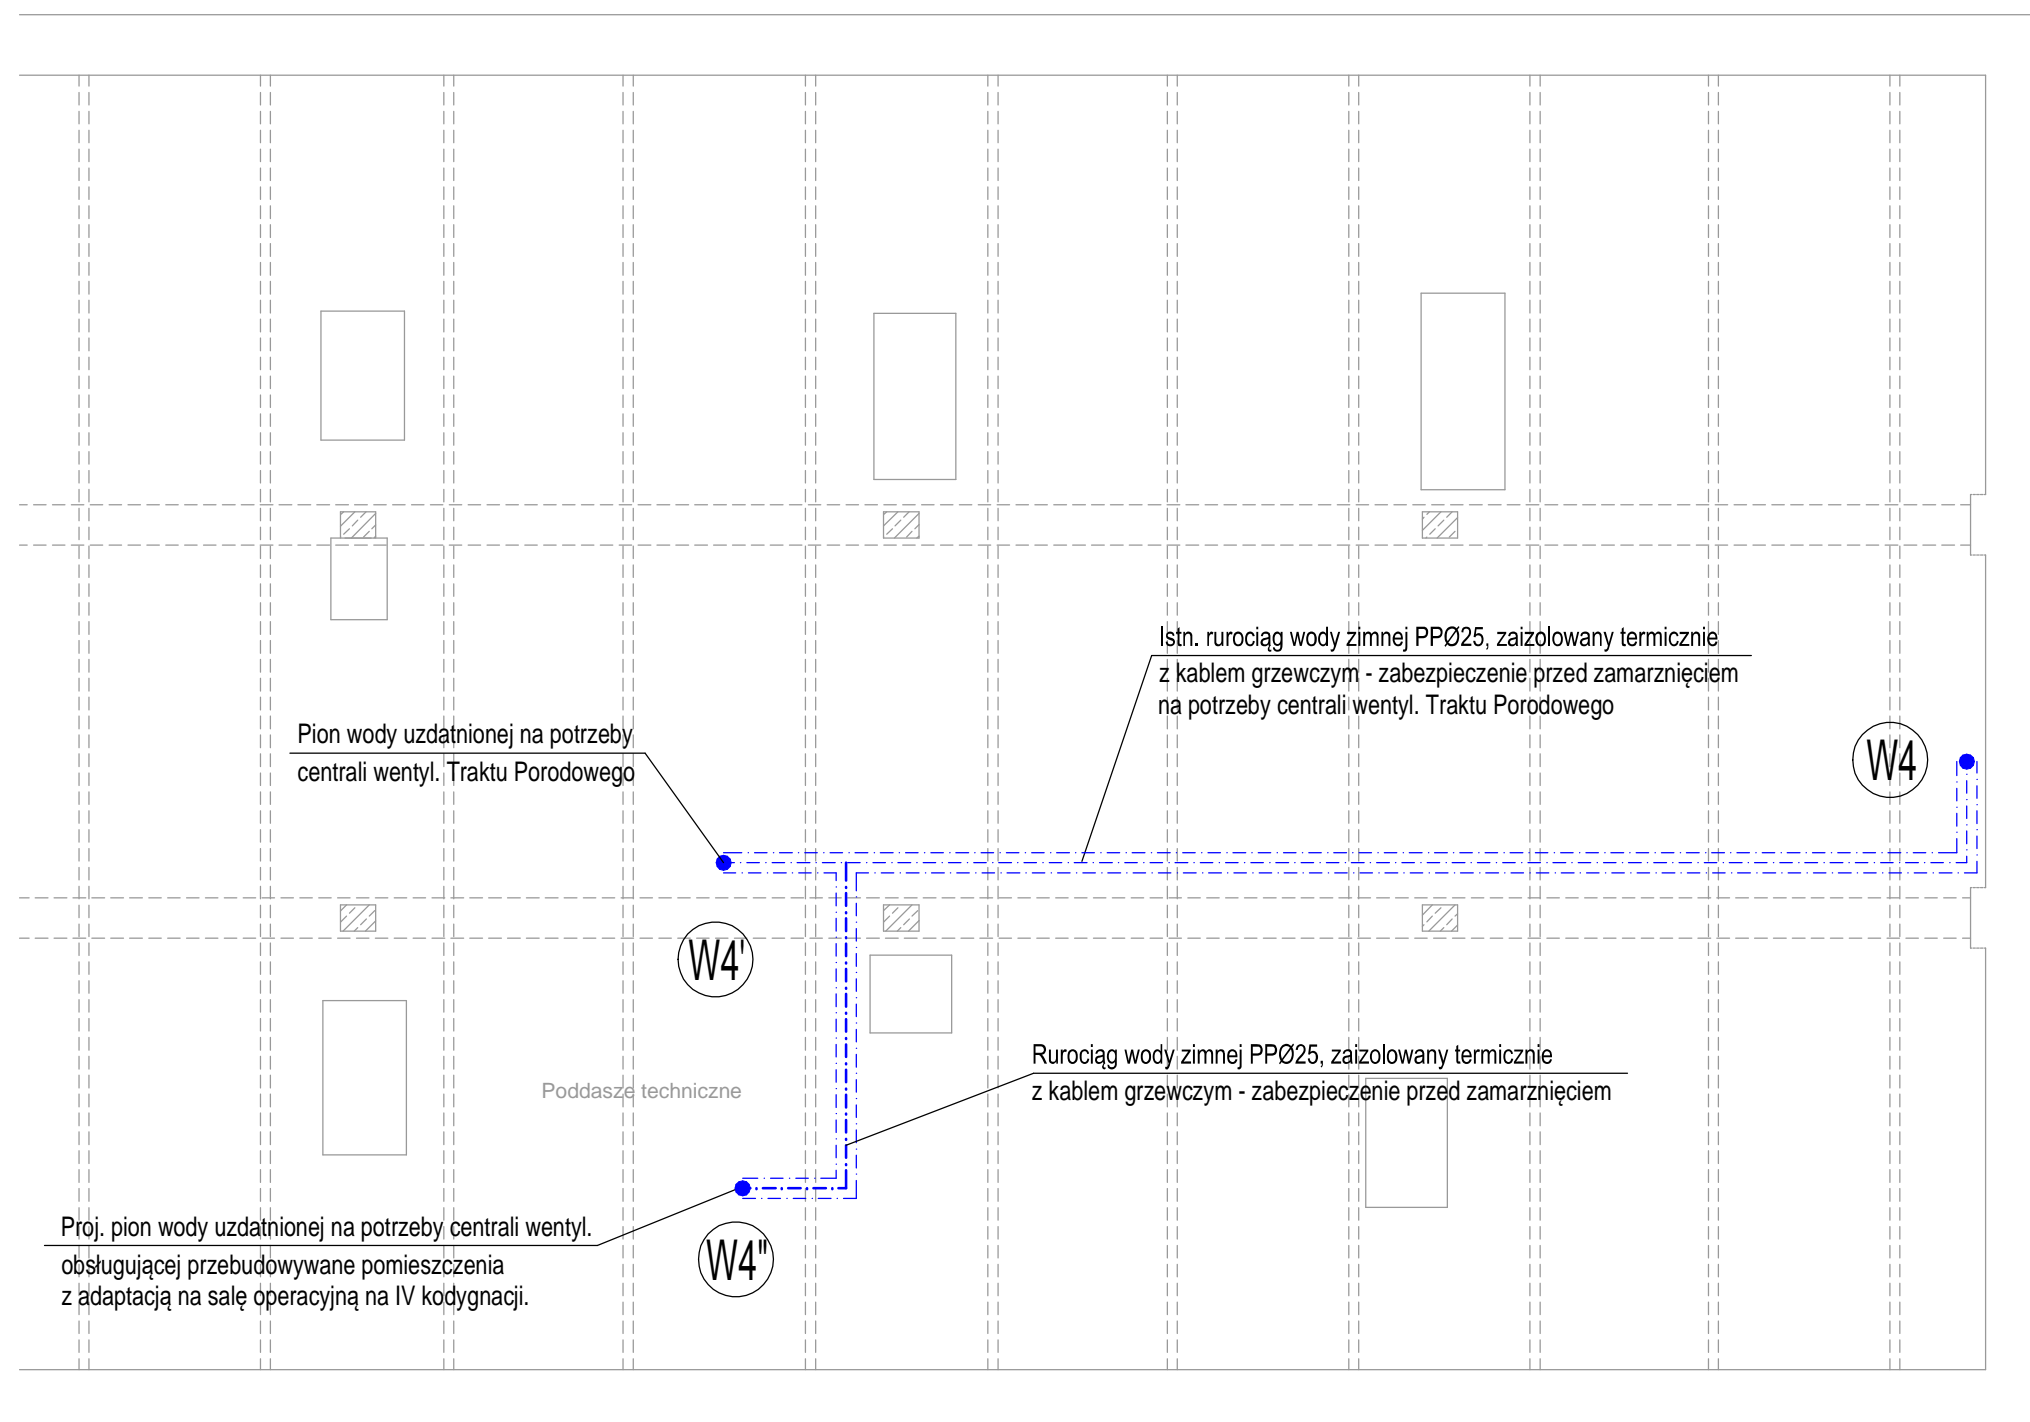 Istn. rurociąg wody zimnej PPØ25, zaizolowany termicznie
z kablem grzewczym - zabezpieczenie przed zamarznięciem
na potrzeby centrali wentyl. Traktu Porodowego
Pion wody uzdatnionej na potrzeby
centrali wentyl. Traktu Porodowego
W4
W4'
Rurociąg wody zimnej PPØ25, zaizolowany termicznie
z kablem grzewczym - zabezpieczenie przed zamarznięciem
Poddasze techniczne
Proj. pion wody uzdatnionej na potrzeby centrali wentyl.
obsługującej przebudowywane pomieszczenia
z adaptacją na salę operacyjną na IV kodygnacji.
W4"